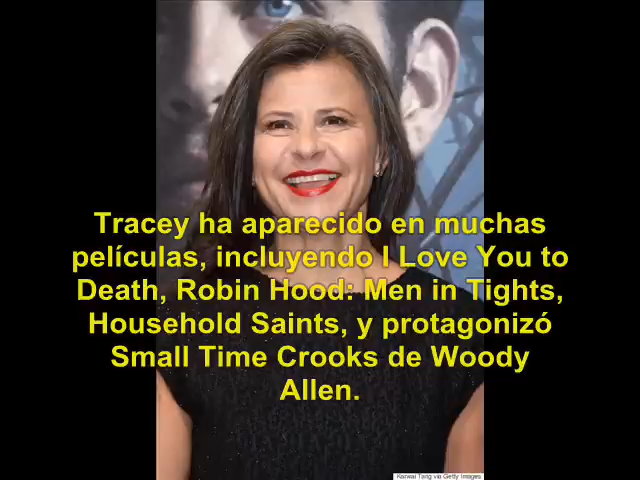 Tracey ha aparecido en muchas
películas, incluyendo I Love You to
Death, Robin Hood: Men in Tights,
Household Saints, y protagonizó
Small Time Crooks de Woody
Allen.
Karwai Tang via Getty Images